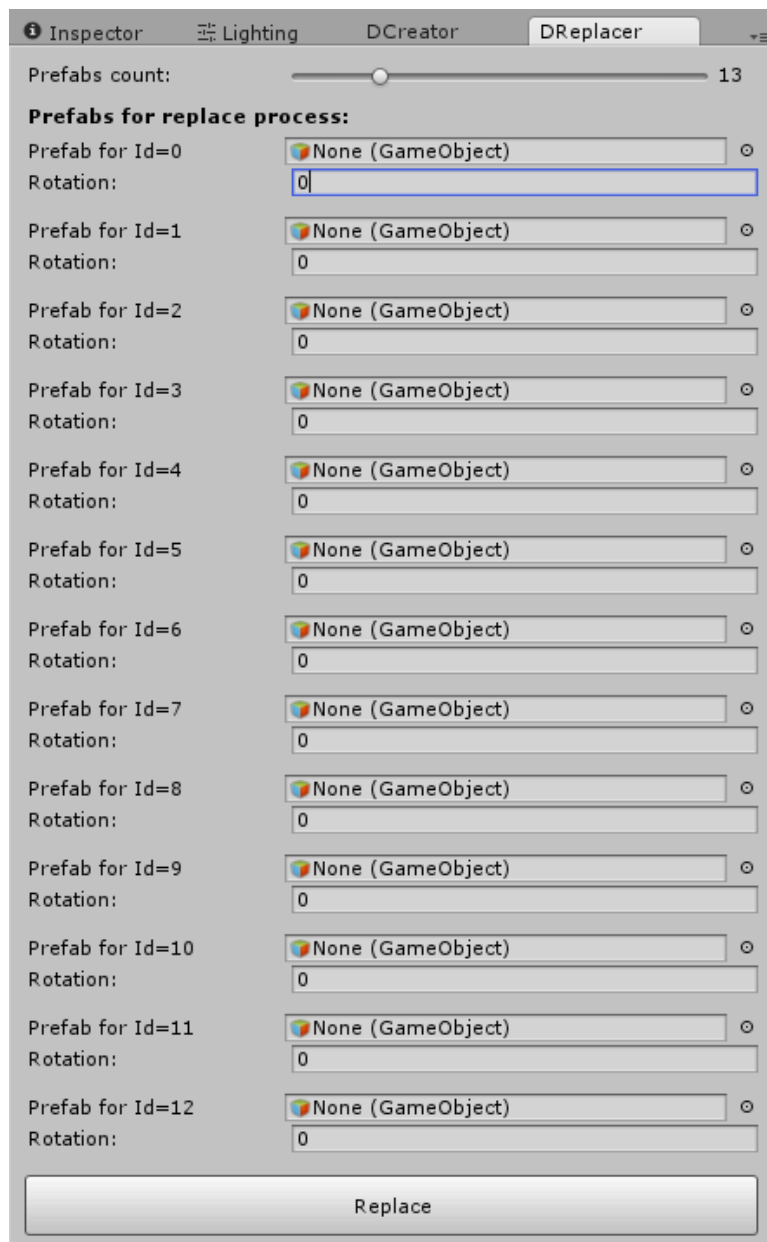 Inspector Lighting DCreator DReplacer
Prefabs count: 13
Prefabs for replace process:
Prefab for Id=0 None (GameObject)
Rotation: 0
Prefab for Id=1 None (GameObject)
Rotation: 0
Prefab for Id=2 None (GameObject)
Rotation: 0
Prefab for Id=3 None (GameObject)
Rotation: 0
Prefab for Id=4 None (GameObject)
Rotation: 0
Prefab for Id=5 None (GameObject)
Rotation: 0
Prefab for Id=6 None (GameObject)
Rotation: 0
Prefab for Id=7 None (GameObject)
Rotation: 0
Prefab for Id=8 None (GameObject)
Rotation: 0
Prefab for Id=9 None (GameObject)
Rotation: 0
Prefab for Id=10 None (GameObject)
Rotation: 0
Prefab for Id=11 None (GameObject)
Rotation: 0
Prefab for Id=12 None (GameObject)
Rotation: 0
Replace